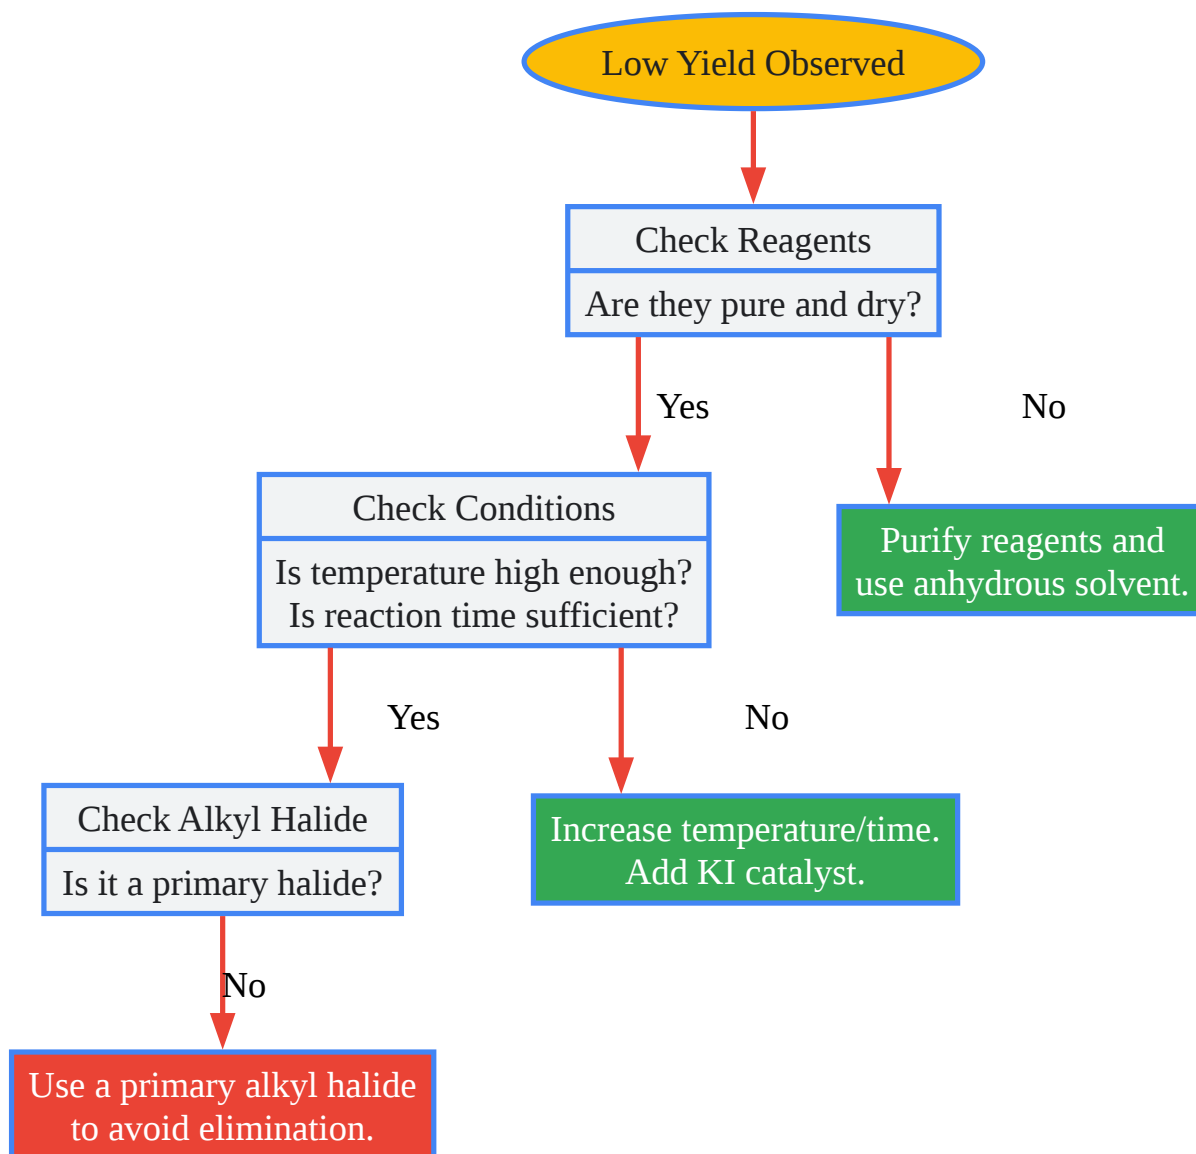 Low Yield Observed
Check Reagents
Are they pure and dry?
Yes
No
Check Conditions
Is temperature high enough?
Is reaction time sufficient?
Purify reagents and
use anhydrous solvent.
Yes
No
Check Alkyl Halide
Is it a primary halide?
Increase temperature/time.
Add KI catalyst.
No
Use a primary alkyl halide
to avoid elimination.